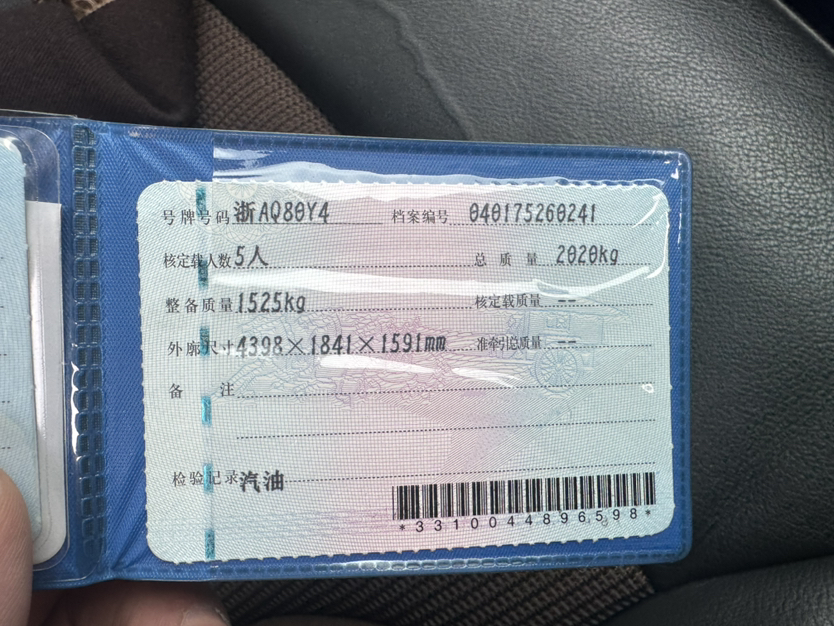 号牌号码 浙AQ80Y4 档案编号 040175260241
核定载人数 5人 总质量 2020kg
整备质量 1525kg 核定载质量 --
外廓尺寸 4398×1841×1591mm 准牵引总质量 --
备注
检验记录 汽油
*3310044896598*